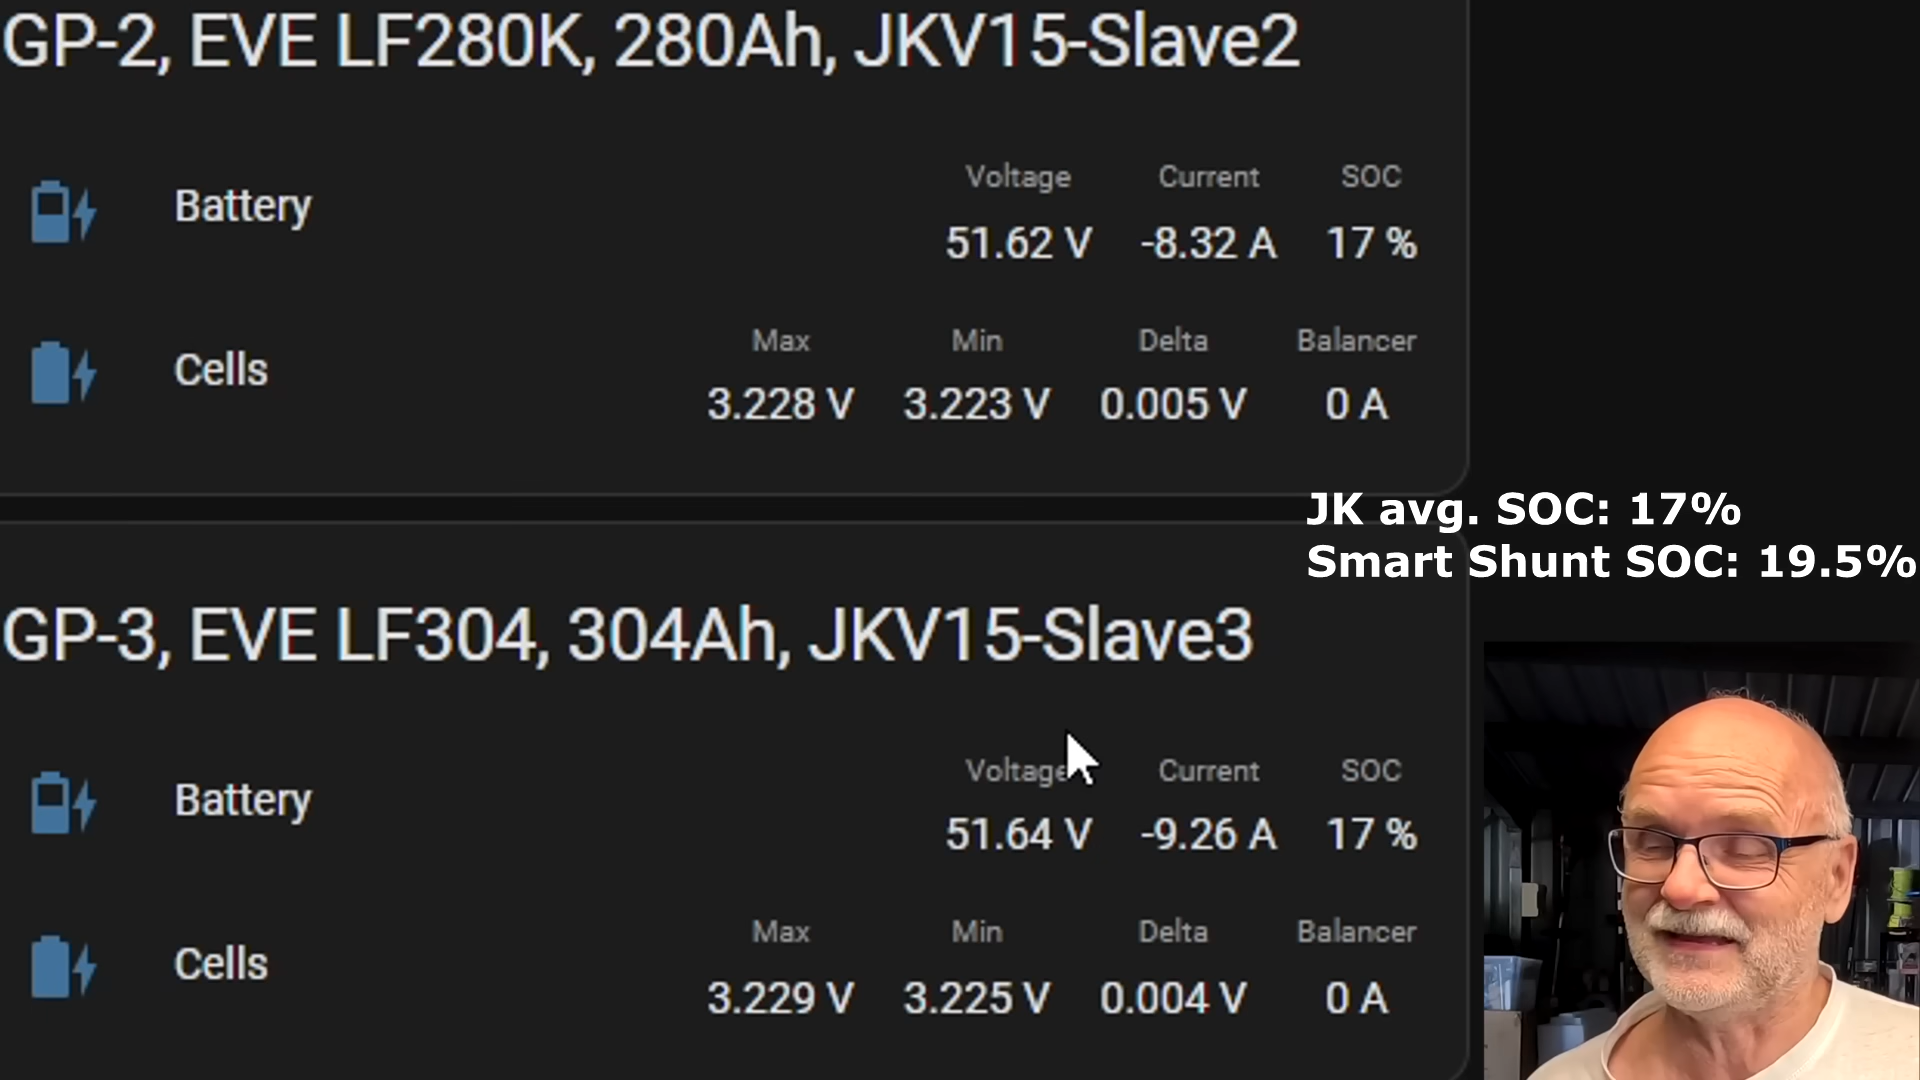 GP-2, EVE LF280K, 280Ah, JKV15-Slave2
Voltage Current SOC
Battery 51.62 V -8.32 A 17 %
Max Min Delta Balancer
Cells 3.228 V 3.223 V 0.005 V 0 A
JK avg. SOC: 17%
Smart Shunt SOC: 19.5%
GP-3, EVE LF304, 304Ah, JKV15-Slave3
Voltage Current SOC
Battery 51.64 V -9.26 A 17 %
Max Min Delta Balancer
Cells 3.229 V 3.225 V 0.004 V 0 A